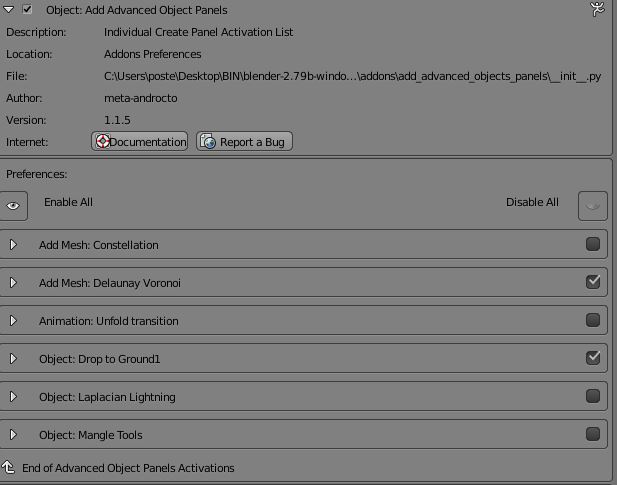 Object: Add Advanced Object Panels
Description: Individual Create Panel Activation List
Location: Addons Preferences
File: C:\Users\poste\Desktop\BIN\blender-2.79b-windo...\addons\add_advanced_objects_panels\__init__.py
Author: meta-androcto
Version: 1.1.5
Internet: Documentation Report a Bug
Preferences:
Enable All Disable All
Add Mesh: Constellation
Add Mesh: Delaunay Voronoi
Animation: Unfold transition
Object: Drop to Ground1
Object: Laplacian Lightning
Object: Mangle Tools
End of Advanced Object Panels Activations